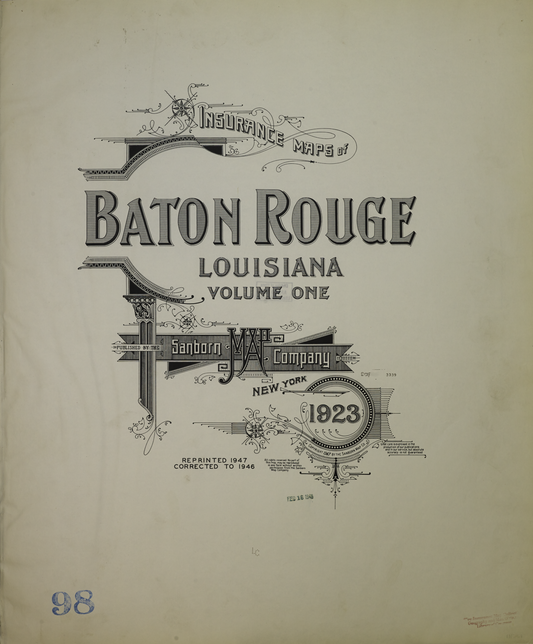 INSURANCE MAPS OF
BATON ROUGE
LOUISIANA
VOLUME ONE
PUBLISHED BY THE
Sanborn MAP Company
NEW YORK
1923
REPRINTED 1947
CORRECTED TO 1946
98